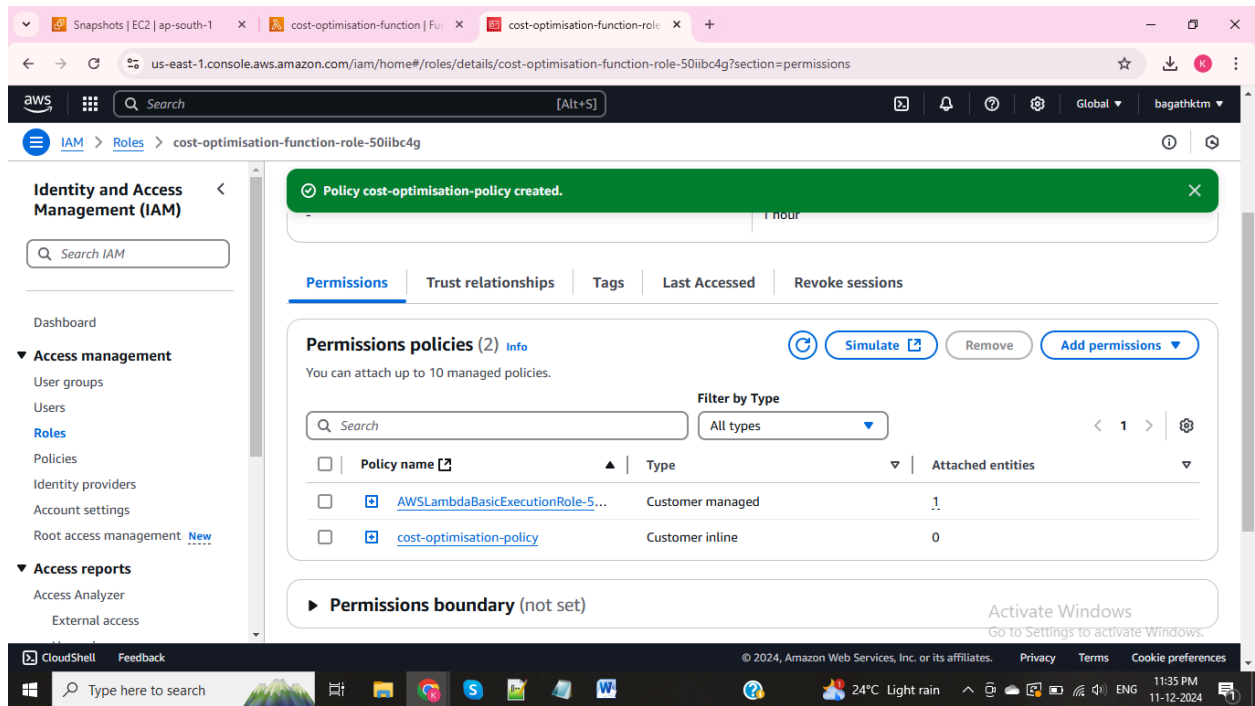 Snapshots | EC2 | ap-south-1
cost-optimisation-function | Fu
cost-optimisation-function-role
us-east-1.console.aws.amazon.com/iam/home#/roles/details/cost-optimisation-function-role-50iibc4g?section=permissions
K
aws
Search
[Alt+S]
Global
bagathktm
IAM > Roles > cost-optimisation-function-role-50iibc4g
Identity and Access
Management (IAM)
Search IAM
Dashboard
Access management
User groups
Users
Roles
Policies
Identity providers
Account settings
Root access management New
Access reports
Access Analyzer
External access
Policy cost-optimisation-policy created.
-
1 hour
Permissions
Trust relationships
Tags
Last Accessed
Revoke sessions
Permissions policies (2) Info
Simulate
Remove
Add permissions
You can attach up to 10 managed policies.
Filter by Type
Search
All types
1
Policy name
Type
Attached entities
AWSLambdaBasicExecutionRole-5...
Customer managed
1
cost-optimisation-policy
Customer inline
0
Permissions boundary (not set)
Activate Windows
Go to Settings to activate Windows.
CloudShell
Feedback
© 2024, Amazon Web Services, Inc. or its affiliates.
Privacy
Terms
Cookie preferences
Type here to search
24°C Light rain
ENG
11:35 PM
11-12-2024